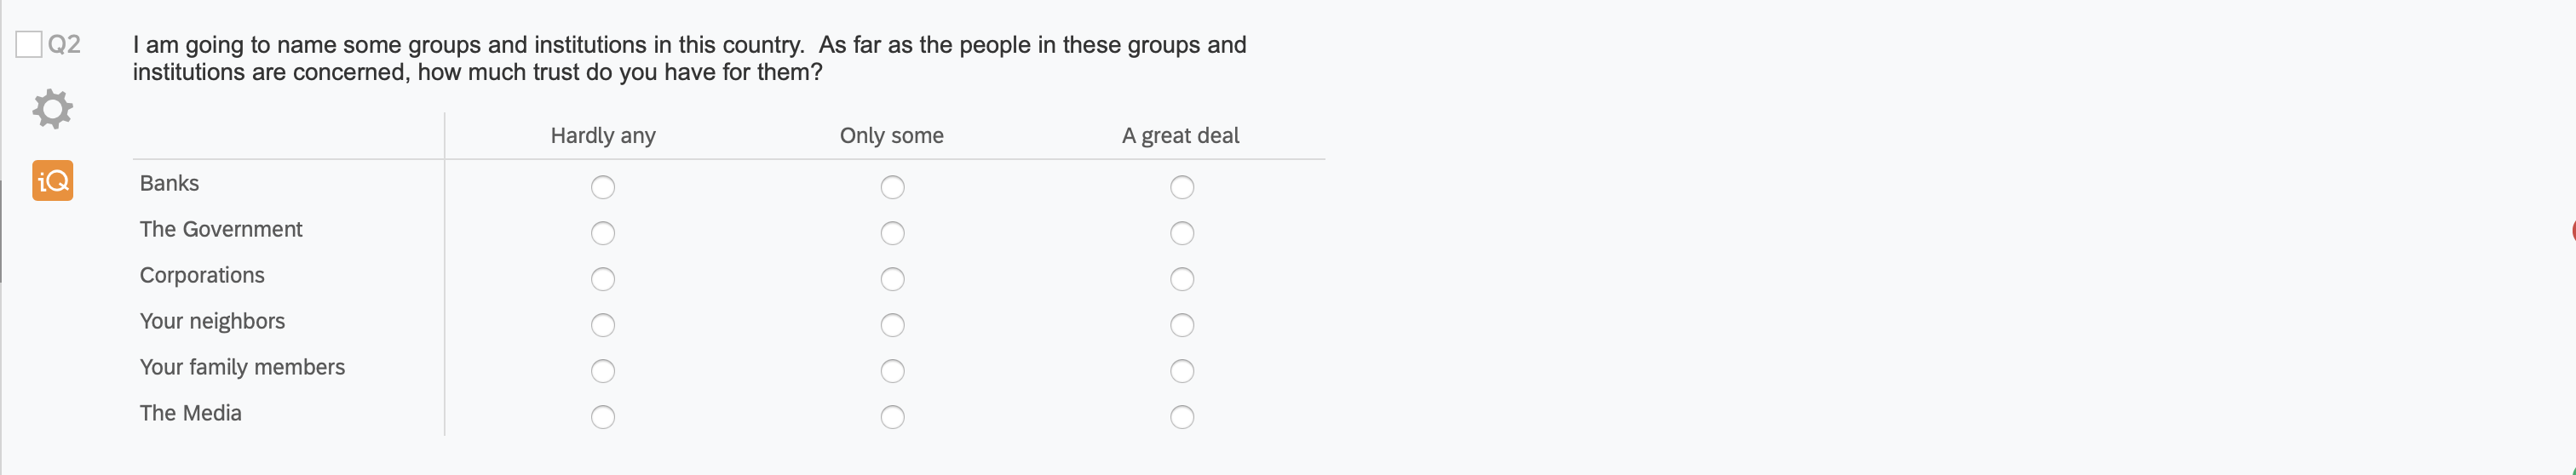 Q2
I am going to name some groups and institutions in this country.  As far as the people in these groups and
institutions are concerned, how much trust do you have for them?
iQ
Hardly any Only some A great deal
Banks
The Government
Corporations
Your neighbors
Your family members
The Media